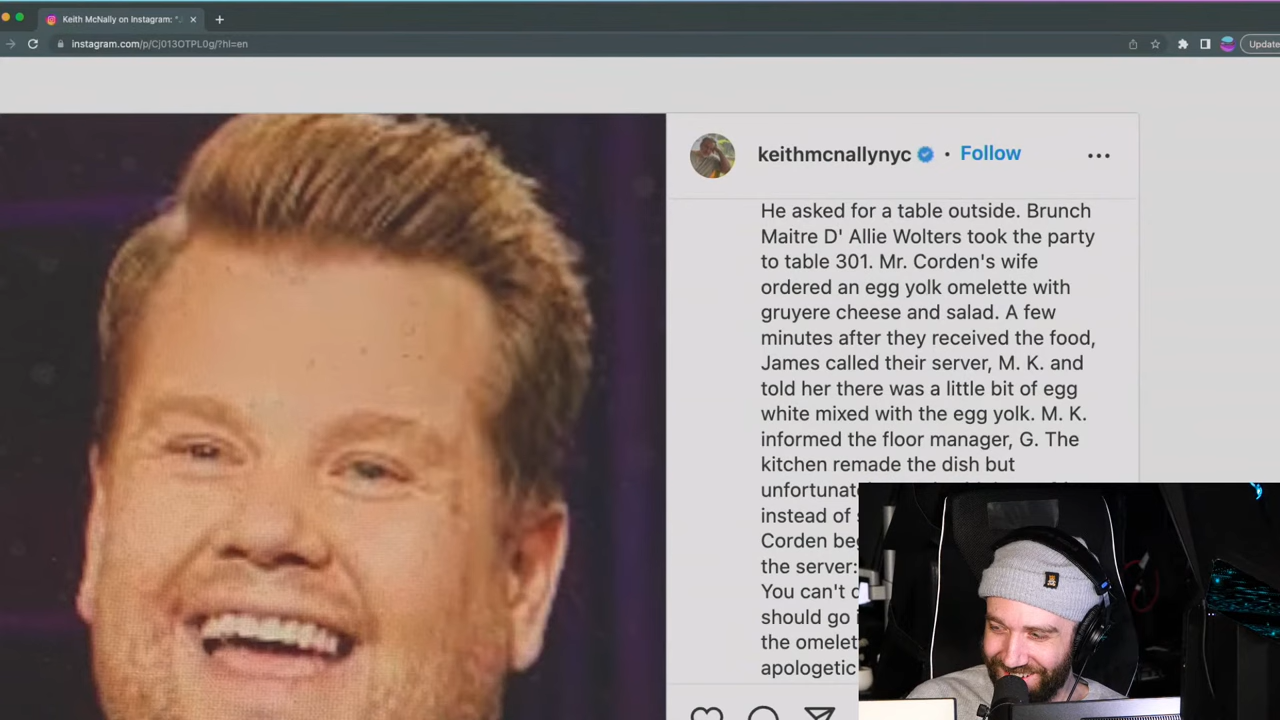 Keith McNally on Instagram: "
instagram.com/p/Cj013OTPL0g/?hl=en
Update
keithmcnallynyc • Follow
He asked for a table outside. Brunch
Maitre D' Allie Wolters took the party
to table 301. Mr. Corden's wife
ordered an egg yolk omelette with
gruyere cheese and salad. A few
minutes after they received the food,
James called their server, M. K. and
told her there was a little bit of egg
white mixed with the egg yolk. M. K.
informed the floor manager, G. The
kitchen remade the dish but
instead of
Corden
the server:
You can't
should go
the
apologetic